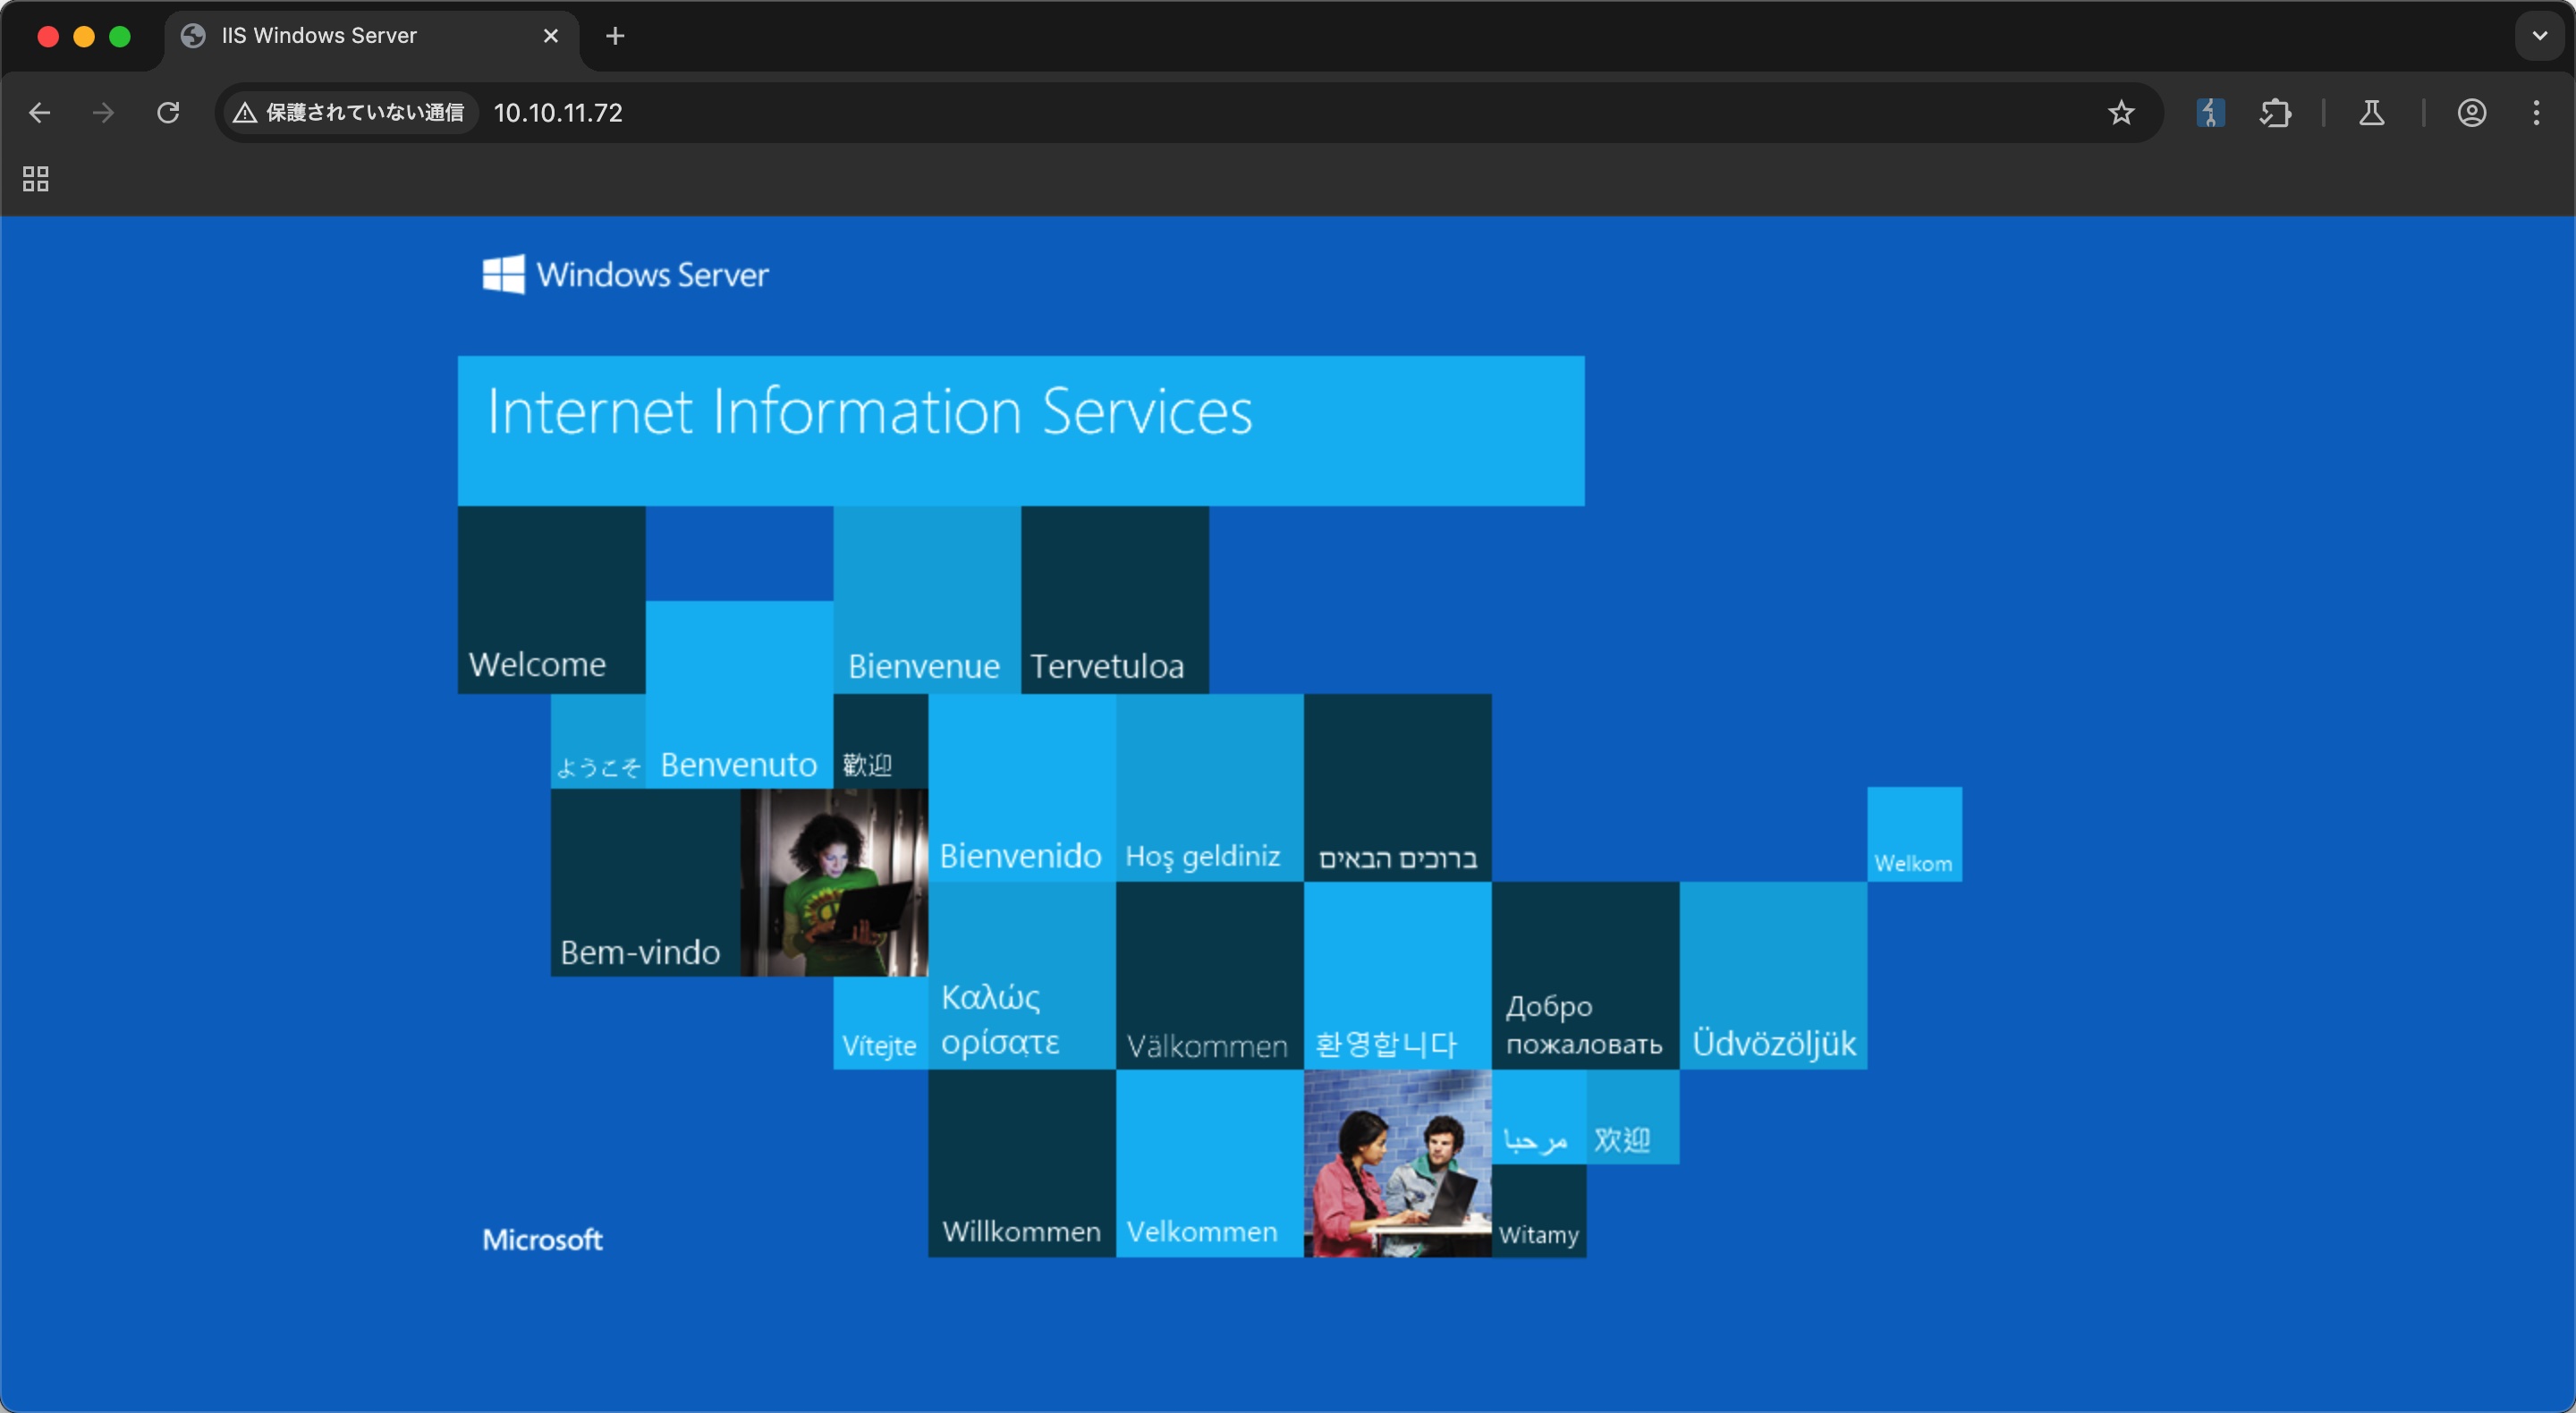 IIS Windows Server
保護されていない通信 10.10.11.72
Windows Server
Internet Information Services
Welcome
Bienvenue
Tervetuloa
ようこそ
Benvenuto
歡迎
Bienvenido
Hoş geldiniz
ברוכים הבאים
Welkom
Bem-vindo
Vítejte
Καλώς
ορίσατε
Välkommen
환영합니다
Добро
пожаловать
Üdvözöljük
مرحبا
欢迎
Willkommen
Velkommen
Witamy
Microsoft